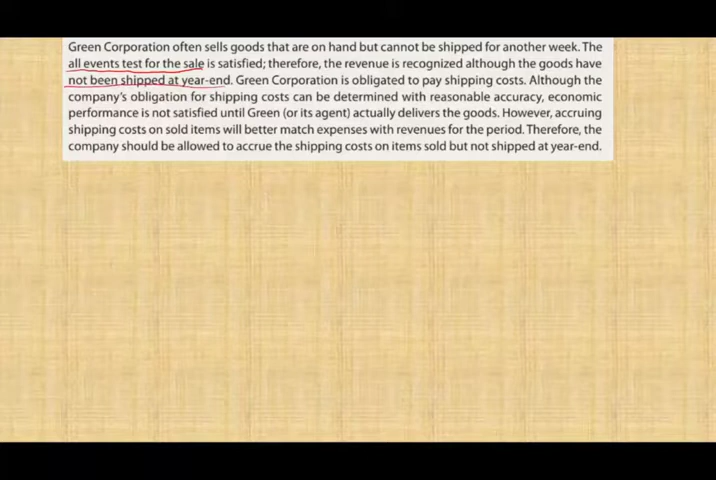 Green Corporation often sells goods that are on hand but cannot be shipped for another week. The
all events test for the sale is satisfied; therefore, the revenue is recognized although the goods have
not been shipped at year-end. Green Corporation is obligated to pay shipping costs. Although the
company's obligation for shipping costs can be determined with reasonable accuracy, economic
performance is not satisfied until Green (or its agent) actually delivers the goods. However, accruing
shipping costs on sold items will better match expenses with revenues for the period. Therefore, the
company should be allowed to accrue the shipping costs on items sold but not shipped at year-end.